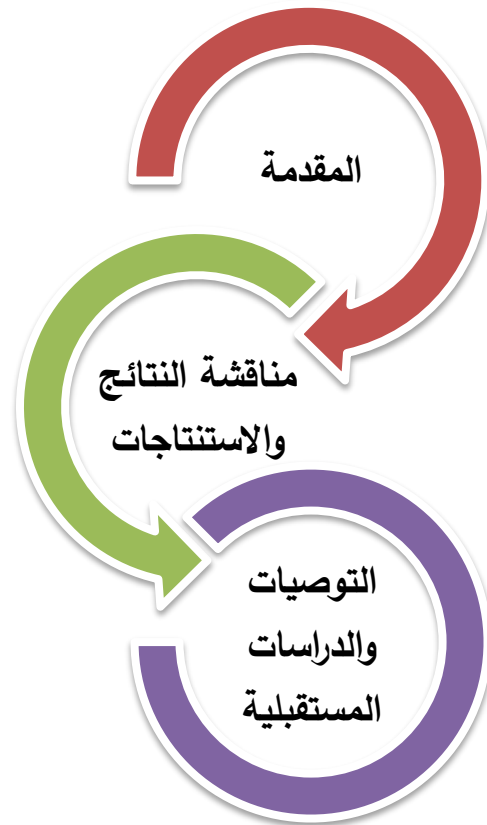 المقدمة
مناقشة النتائج
والاستنتاجات
التوصيات
والدراسات
المستقبلية